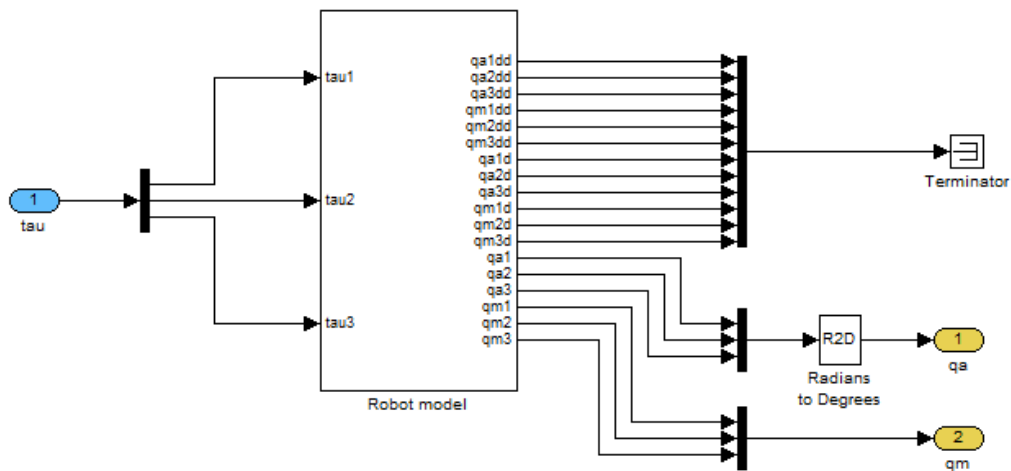 1
tau
tau1
tau2
tau3
Robot model
qa1dd
qa2dd
qa3dd
qm1dd
qm2dd
qm3dd
qa1d
qa2d
qa3d
qm1d
qm2d
qm3d
qa1
qa2
qa3
qm1
qm2
qm3
Terminator
R2D
Radians
to Degrees
1
qa
2
qm